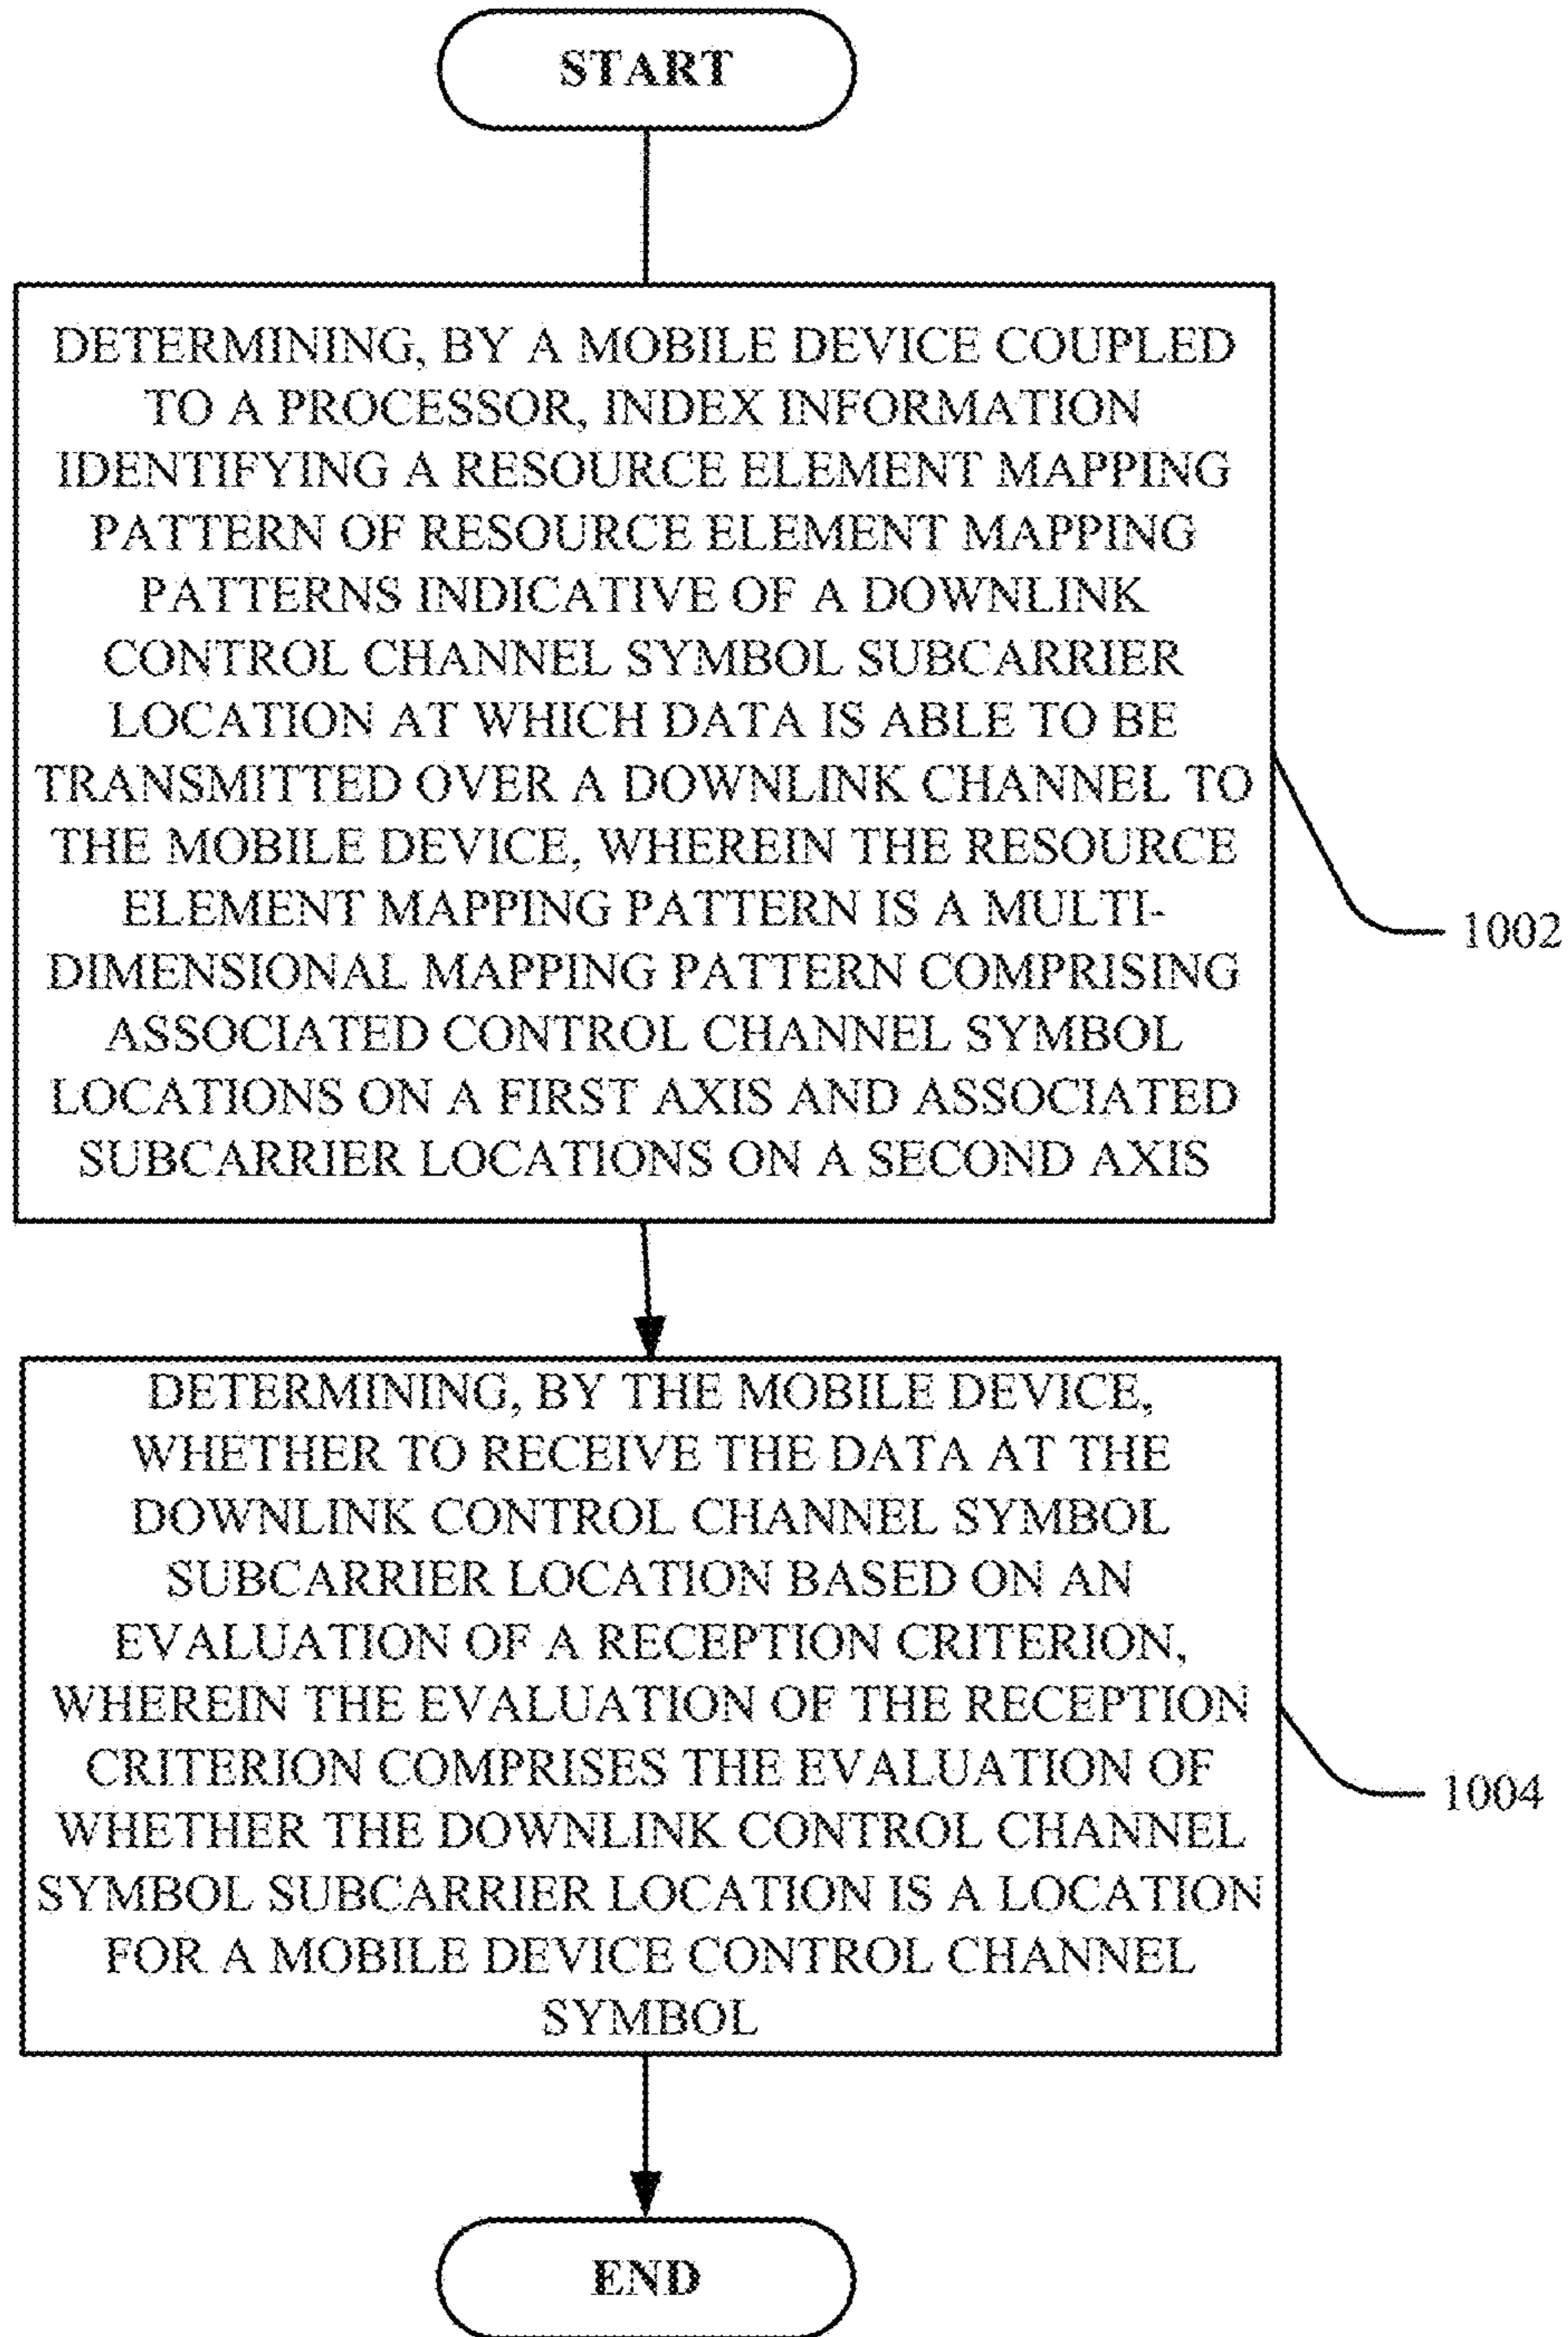 START
DETERMINING, BY A MOBILE DEVICE COUPLED
TO A PROCESSOR, INDEX INFORMATION
IDENTIFYING A RESOURCE ELEMENT MAPPING
PATTERN OF RESOURCE ELEMENT MAPPING
PATTERNS INDICATIVE OF A DOWNLINK
CONTROL CHANNEL SYMBOL SUBCARRIER
LOCATION AT WHICH DATA IS ABLE TO BE
TRANSMITTED OVER A DOWNLINK CHANNEL TO
THE MOBILE DEVICE, WHEREIN THE RESOURCE
ELEMENT MAPPING PATTERN IS A MULTI-
DIMENSIONAL MAPPING PATTERN COMPRISING
ASSOCIATED CONTROL CHANNEL SYMBOL
LOCATIONS ON A FIRST AXIS AND ASSOCIATED
SUBCARRIER LOCATIONS ON A SECOND AXIS
1002
DETERMINING, BY THE MOBILE DEVICE,
WHETHER TO RECEIVE THE DATA AT THE
DOWNLINK CONTROL CHANNEL SYMBOL
SUBCARRIER LOCATION BASED ON AN
EVALUATION OF A RECEPTION CRITERION,
WHEREIN THE EVALUATION OF THE RECEPTION
CRITERION COMPRISES THE EVALUATION OF
WHETHER THE DOWNLINK CONTROL CHANNEL
SYMBOL SUBCARRIER LOCATION IS A LOCATION
FOR A MOBILE DEVICE CONTROL CHANNEL
SYMBOL
1004
END